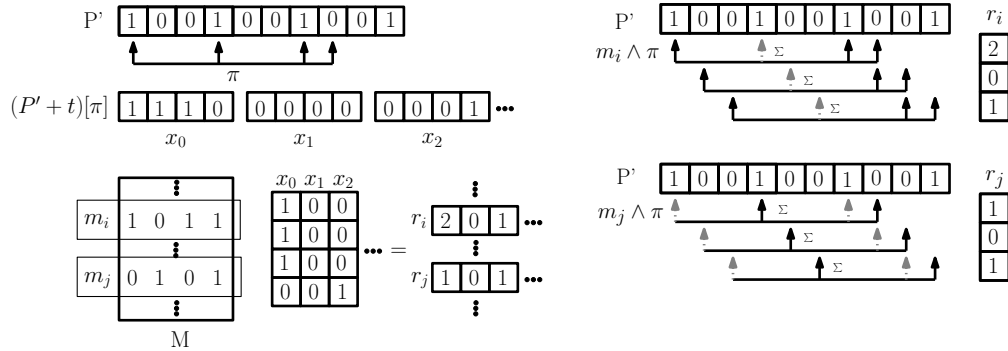 P' 1 0 0 1 0 0 1 0 0 1
π
(P' + t)[π] 1 1 1 0 0 0 0 0 0 0 0 1 •••
x₀ x₁ x₂
x₀ x₁ x₂
mᵢ 1 0 1 1
mⱼ 0 1 0 1
M
1 0 0
1 0 0
1 0 0
0 0 1
••• =
rᵢ 2 0 1 •••
rⱼ 1 0 1 •••
P' 1 0 0 1 0 0 1 0 0 1
mᵢ ∧ π Σ
Σ
Σ
rᵢ
2
0
1
P' 1 0 0 1 0 0 1 0 0 1
mⱼ ∧ π Σ
Σ
Σ
rⱼ
1
0
1